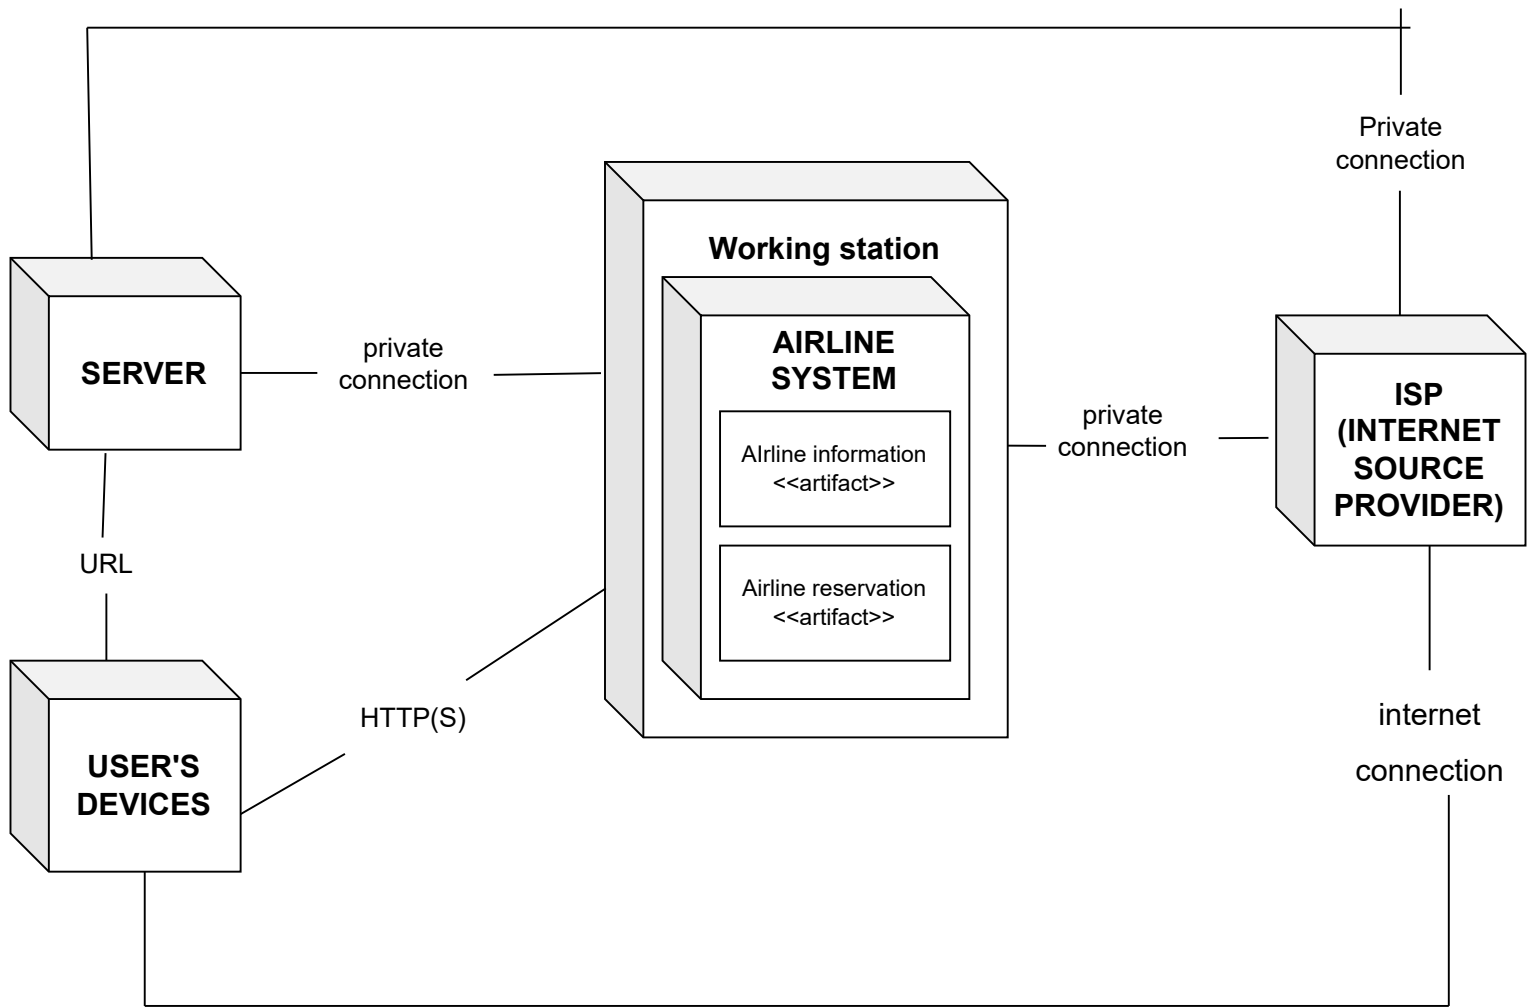 Private
connection
Working station
AIRLINE
SYSTEM
SERVER
private
connection
AIrline information
<<artifact>>
Airline reservation
<<artifact>>
private
connection
ISP
(INTERNET
SOURCE
PROVIDER)
URL
HTTP(S)
USER'S
DEVICES
internet
connection